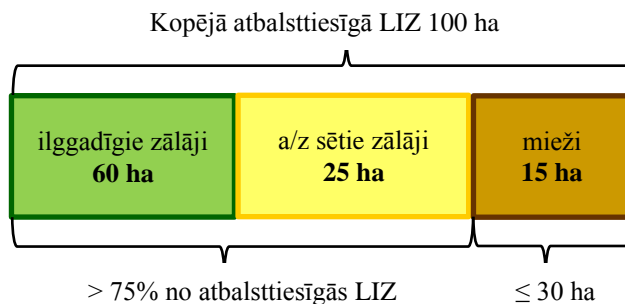 Kopējā atbalsttiesīgā LIZ 100 ha
ilggadīgie zālāji
60 ha
a/z sētie zālāji
25 ha
mieži
15 ha
> 75% no atbalsttiesīgās LIZ
≤ 30 ha